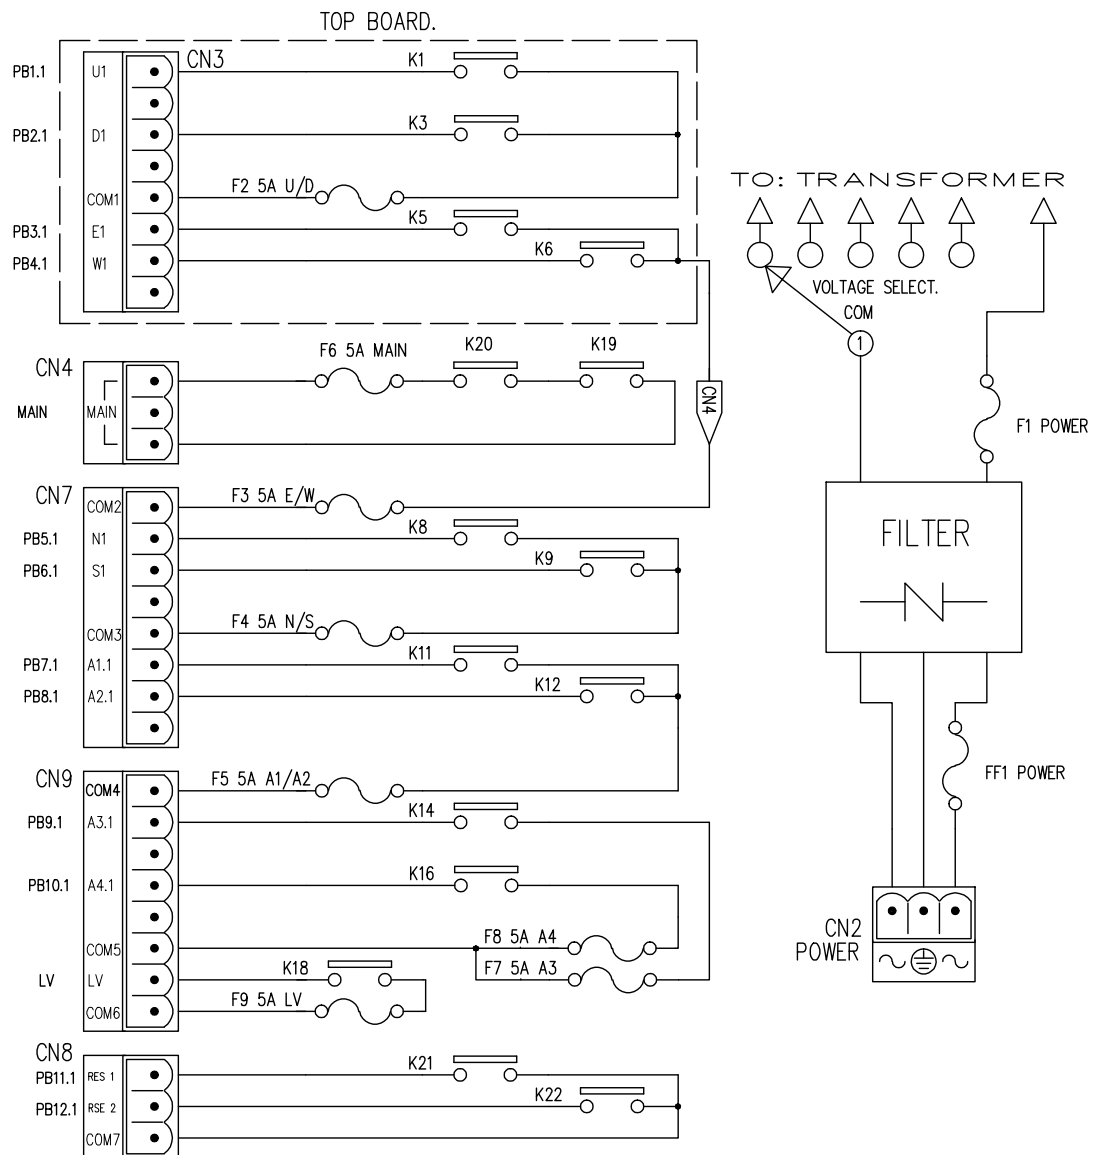 TOP BOARD.
CN3
PB1.1 U1 K1
PB2.1 D1 K3
COM1 F2 5A U/D
PB3.1 E1 K5
PB4.1 W1 K6
TO: TRANSFORMER
VOLTAGE SELECT.
COM
1
CN4
F6 5A MAIN K20 K19
MAIN MAIN
CN4
F1 POWER
CN7
COM2 F3 5A E/W
PB5.1 N1 K8
PB6.1 S1 K9
COM3 F4 5A N/S
PB7.1 A1.1 K11
PB8.1 A2.1 K12
FILTER
FF1 POWER
CN9
COM4 F5 5A A1/A2
PB9.1 A3.1 K14
PB10.1 A4.1 K16
COM5 F8 5A A4
F7 5A A3
LV LV K18
COM6 F9 5A LV
CN2
POWER
CN8
PB11.1 RES 1 K21
PB12.1 RSE 2 K22
COM7